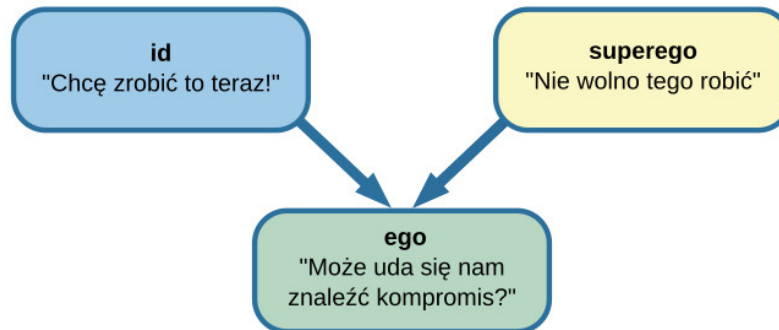 id
"Chcę zrobić to teraz!"
superego
"Nie wolno tego robić"
ego
"Może uda się nam
znaleźć kompromis?"